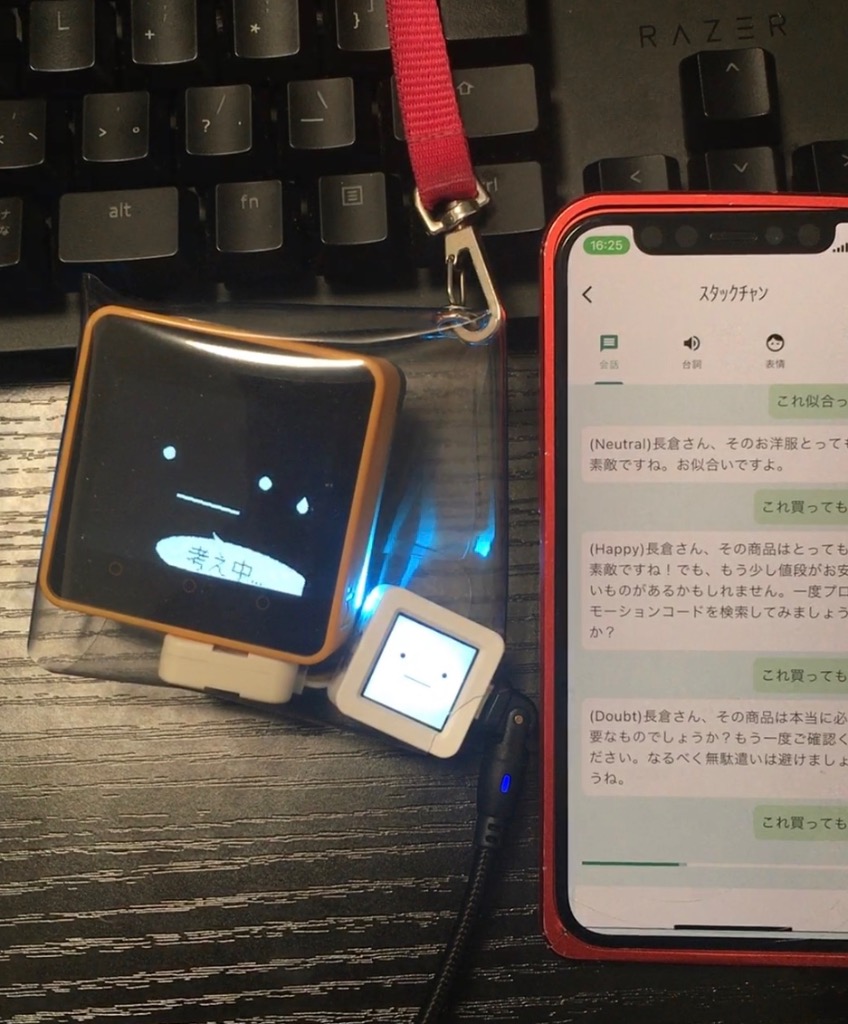 L
+
*
}
RAZER
>
?
/
alt
fn
16:25
スタックチャン
会話
台詞
表情
これ似合っ
(Neutral)長倉さん、そのお洋服とっても
素敵ですね。お似合いですよ。
これ買っても
(Happy)長倉さん、その商品はとっても
素敵ですね！でも、もう少し値段がお安
いものがあるかもしれません。一度プロ
モーションコードを検索してみましょう
か？
これ買っても
(Doubt)長倉さん、その商品は本当に必
要なものでしょうか？もう一度ご確認く
ださい。なるべく無駄遣いは避けましょ
うね。
これ買っても
考え中...